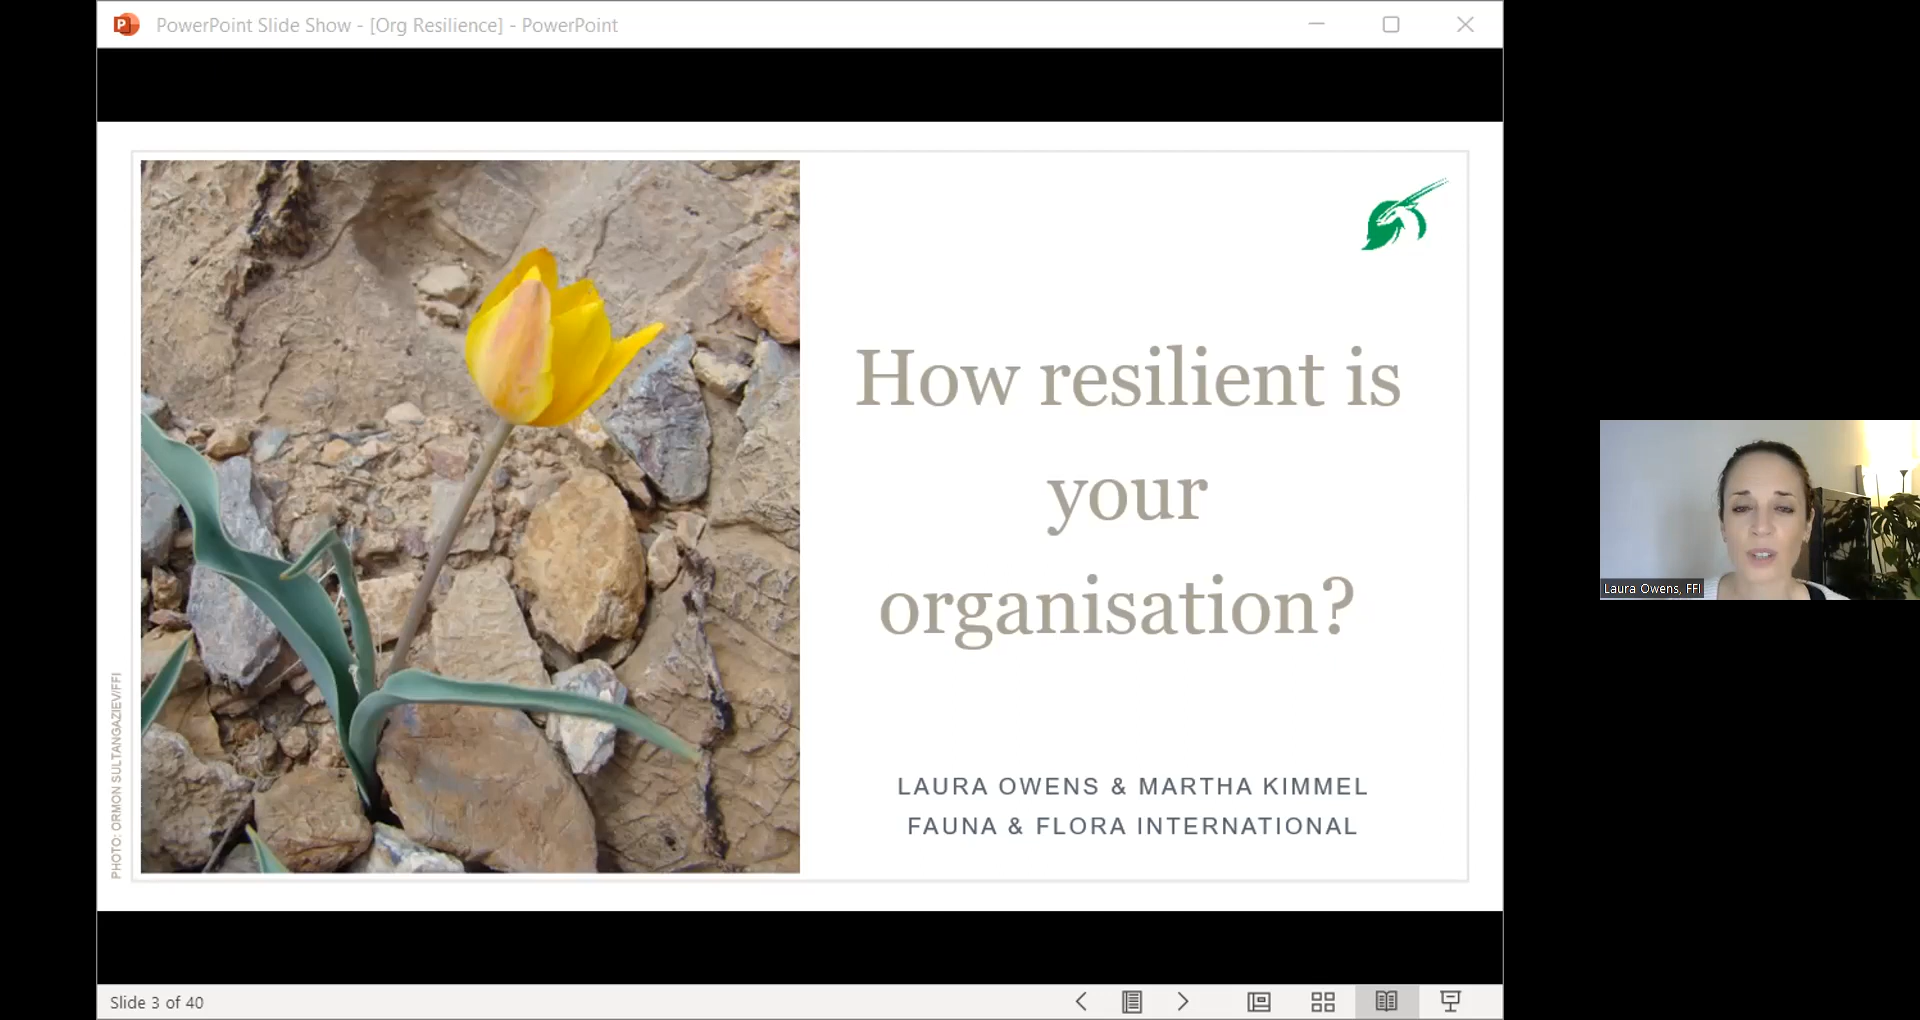 PowerPoint Slide Show - [Org Resilience] - PowerPoint
How resilient is
your
organisation?
LAURA OWENS & MARTHA KIMMEL
FAUNA & FLORA INTERNATIONAL
PHOTO: ORMON SULTANGAZIEV/FFI
Laura Owens, FFI
Slide 3 of 40